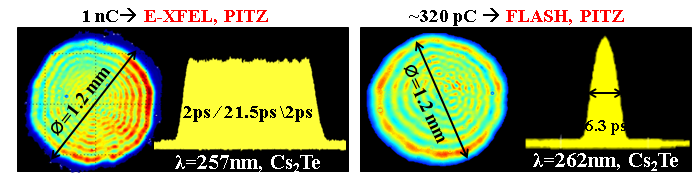 1 nC→ E-XFEL, PITZ
Ø=1.2 mm
2ps ∕ 21.5ps \2ps
λ=257nm, Cs₂Te
~320 pC → FLASH, PITZ
Ø=1.2 mm
6.3 ps
λ=262nm, Cs₂Te